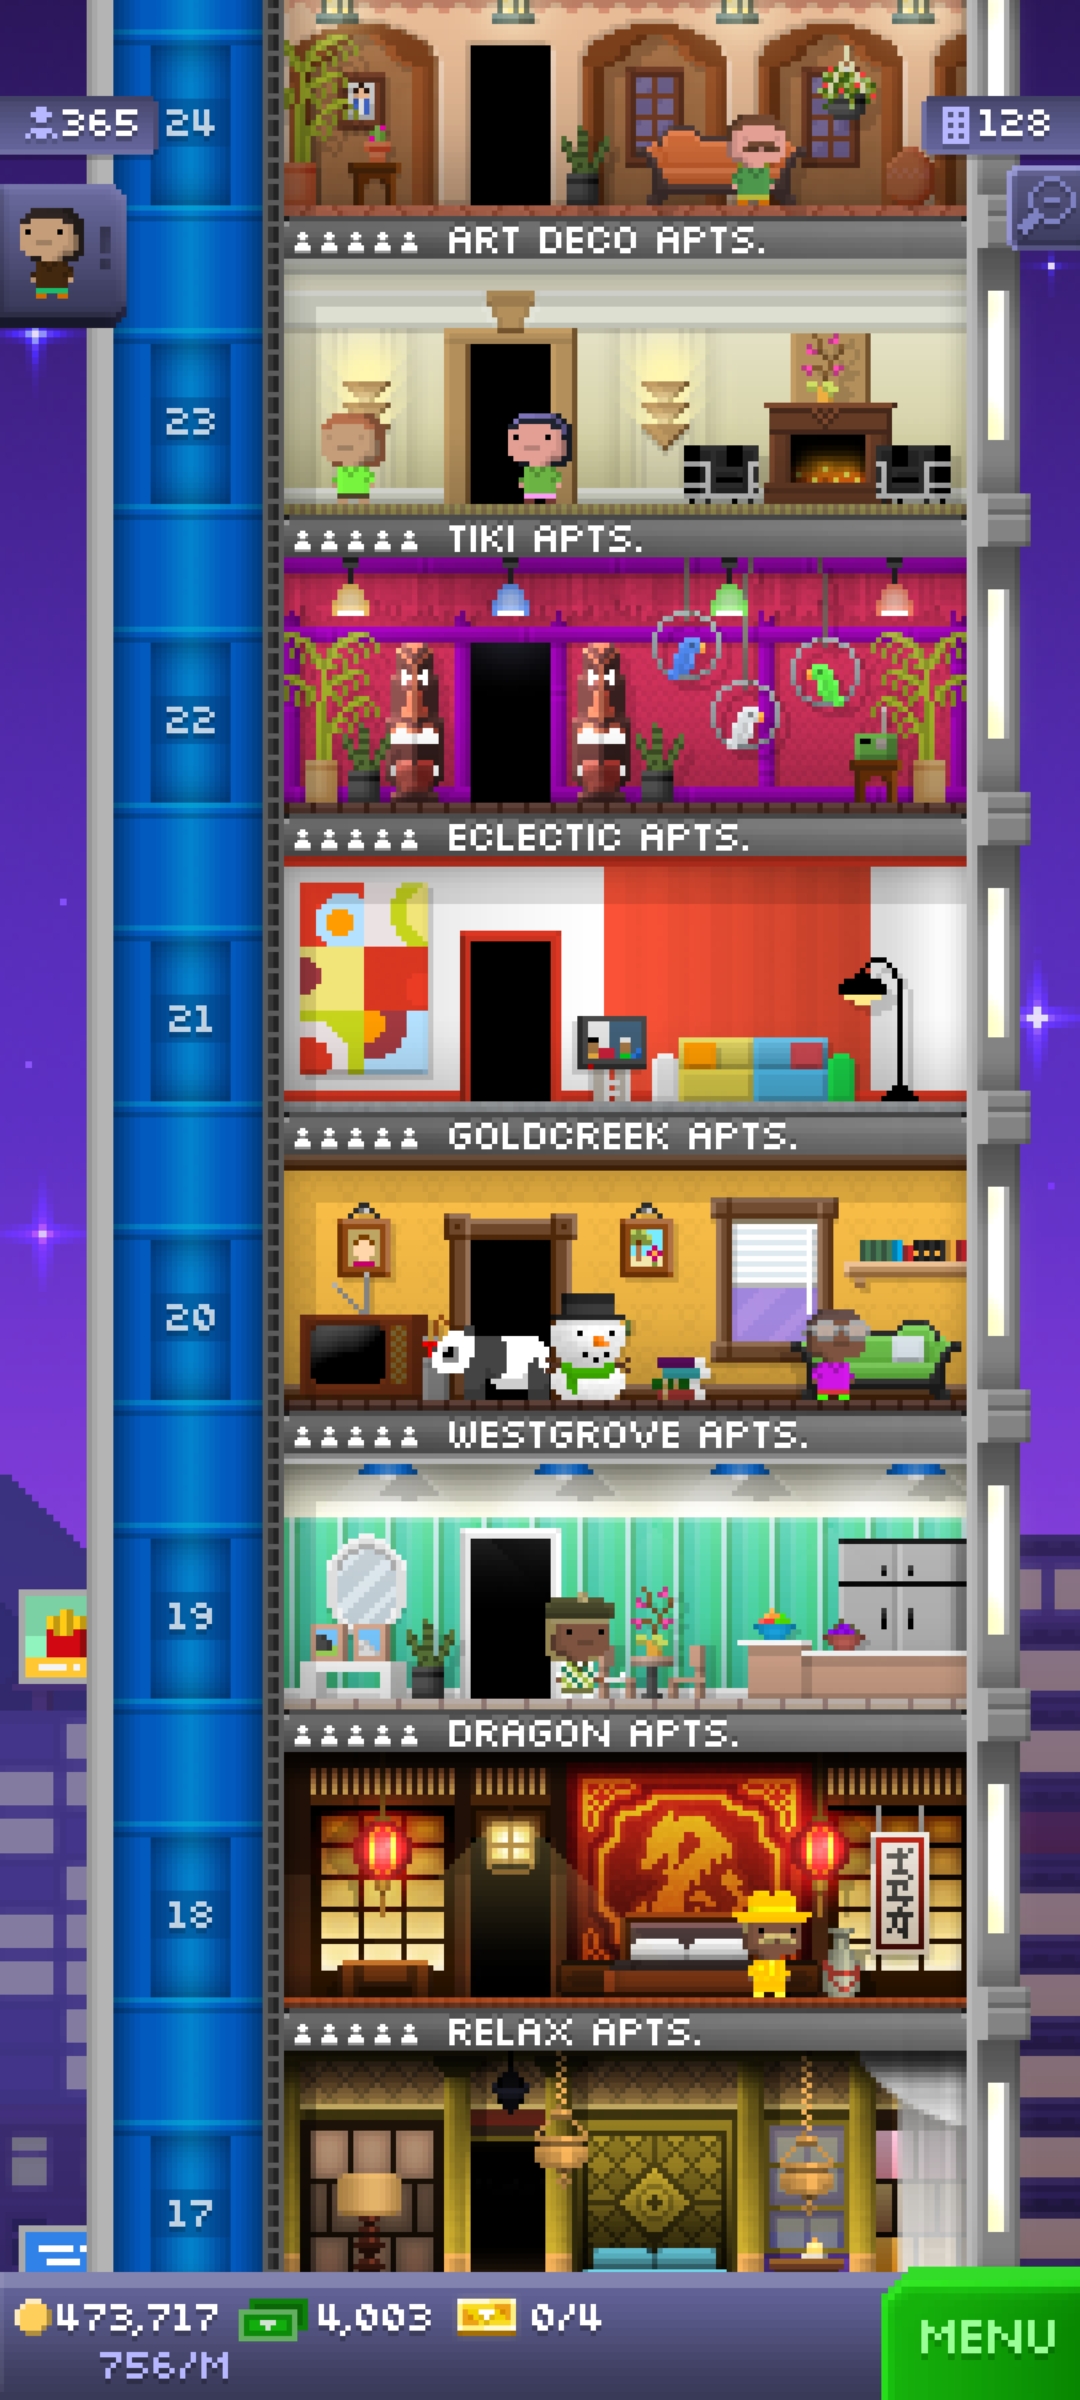 365
24
128
!
ART DECO APTS.
23
TIKI APTS.
22
ECLECTIC APTS.
21
GOLDCREEK APTS.
20
WESTGROVE APTS.
19
DRAGON APTS.
18
RELAX APTS.
17
473,717 4,003 0/4
756/M
MENU